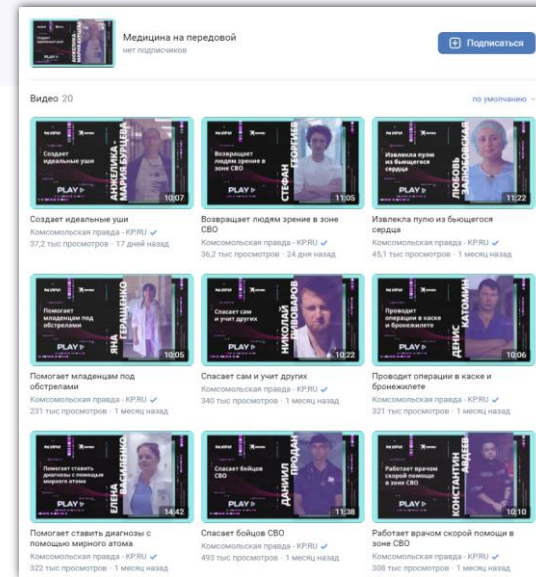 Медицина на передовой
нет подписчиков
Подписаться
Видео 20
по умолчанию
Создает идеальные уши
АНЖЕЛИКА-МАРИЯ БУРЦЕВА
PLAY
10:07
Возвращает людям зрение в зоне СВО
СТЕФАН ГЕОРГИЕВ
PLAY
11:05
Извлекла пулю из бьющегося сердца
ЛЮБОВЬ
PLAY
11:22
Создает идеальные уши
Комсомольская правда - KP.RU
37,2 тыс просмотров · 17 дней назад
Возвращает людям зрение в зоне
СВО
Комсомольская правда - KP.RU
36,2 тыс просмотров · 24 дня назад
Извлекла пулю из бьющегося
сердца
Комсомольская правда - KP.RU
45,1 тыс просмотров · 1 месяц назад
Помогает младенцам под обстрелами
ЯНА ГЕРАЩЕНКО
PLAY
10:05
Спасает сам и учит других
НИКОЛАЙ ПИВОВАРОВ
PLAY
10:22
Проводит операции в каске и бронежилете
ДЕНИС КАТОМИН
PLAY
10:06
Помогает младенцам под
обстрелами
Комсомольская правда - KP.RU
231 тыс просмотров · 1 месяц назад
Спасает сам и учит других
Комсомольская правда - KP.RU
340 тыс просмотров · 1 месяц назад
Проводит операции в каске и
бронежилете
Комсомольская правда - KP.RU
321 тыс просмотров · 1 месяц назад
Помогает ставить диагнозы с помощью мирного атома
ЕЛЕНА ВАСИЛЕНКО
PLAY
14:42
Спасает бойцов СВО
ДАНИИЛ ПРОДАН
PLAY
11:38
Работает врачом скорой помощи в зоне СВО
КОНСТАНТИН АВДЕЕВ
PLAY
10:10
Помогает ставить диагнозы с
помощью мирного атома
Комсомольская правда - KP.RU
322 тыс просмотров · 1 месяц назад
Спасает бойцов СВО
Комсомольская правда - KP.RU
493 тыс просмотров · 1 месяц назад
Работает врачом скорой помощи в
зоне СВО
Комсомольская правда - KP.RU
308 тыс просмотров · 1 месяц назад